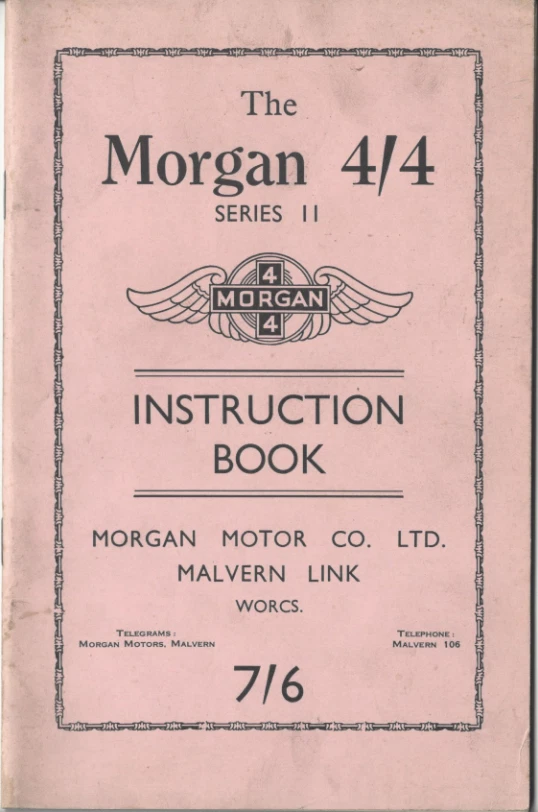 The
Morgan 4/4
SERIES II
4
MORGAN
4
INSTRUCTION
BOOK
MORGAN MOTOR CO. LTD.
MALVERN LINK
WORCS.
TELEGRAMS :
MORGAN MOTORS, MALVERN
TELEPHONE :
MALVERN 106
7/6